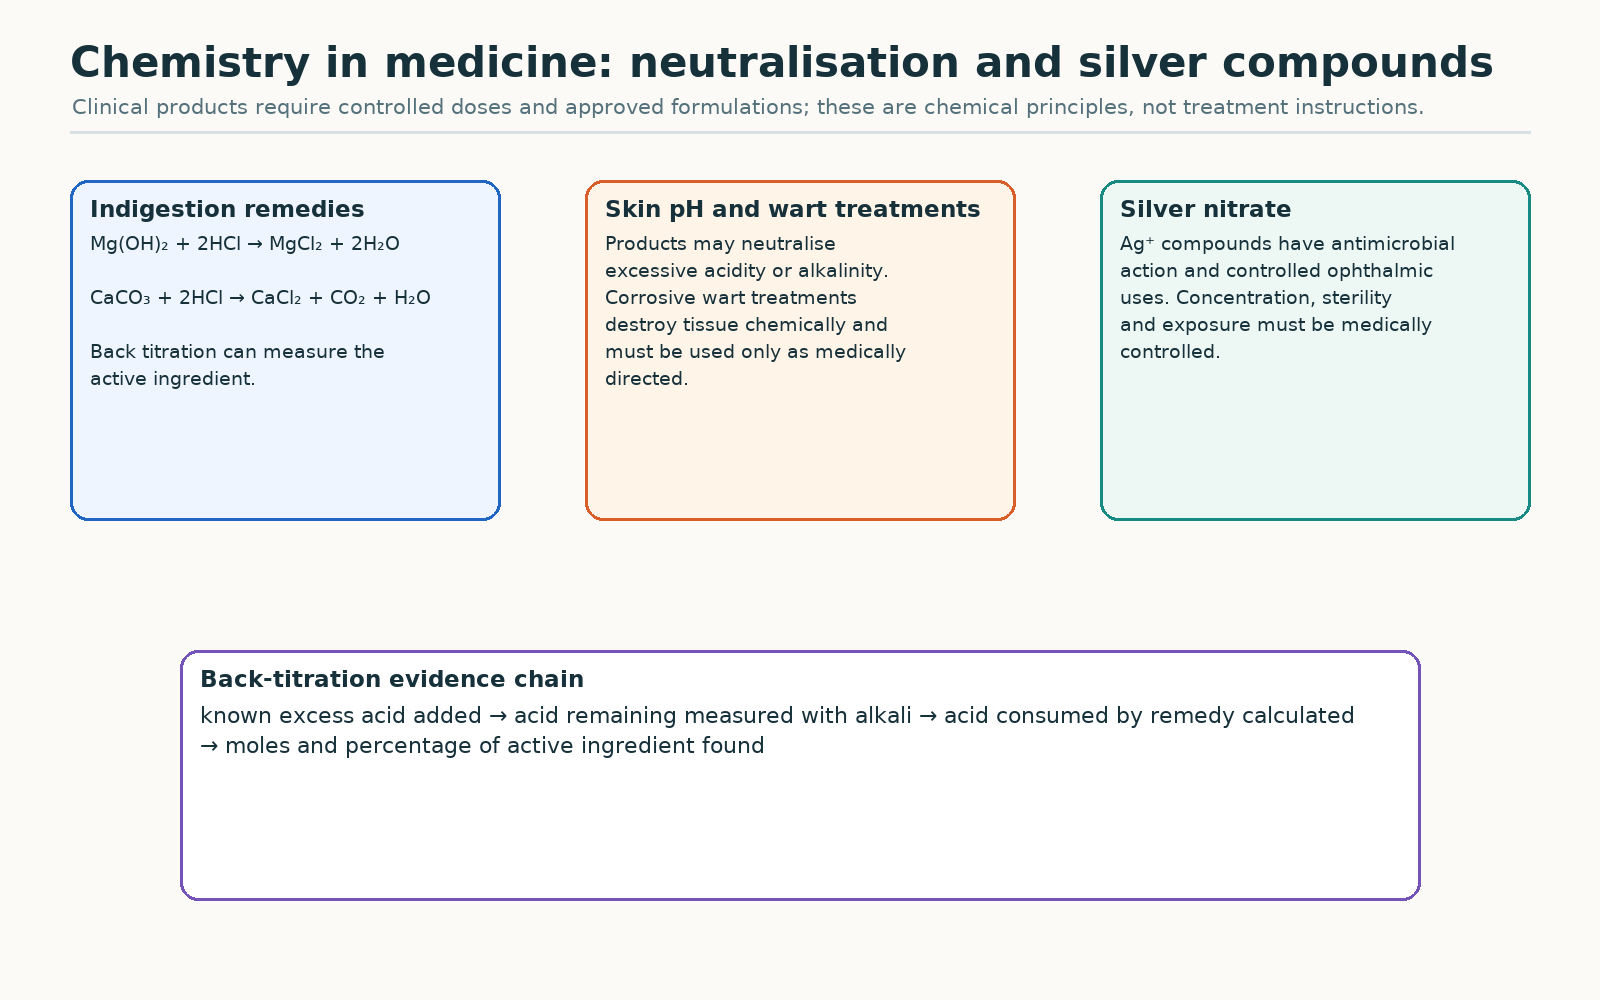 Chemistry in medicine: neutralisation and silver compounds
Clinical products require controlled doses and approved formulations; these are chemical principles, not treatment instructions.
Indigestion remedies
Mg(OH)₂ + 2HCl → MgCl₂ + 2H₂O
CaCO₃ + 2HCl → CaCl₂ + CO₂ + H₂O
Back titration can measure the
active ingredient.
Skin pH and wart treatments
Products may neutralise
excessive acidity or alkalinity.
Corrosive wart treatments
destroy tissue chemically and
must be used only as medically
directed.
Silver nitrate
Ag⁺ compounds have antimicrobial
action and controlled ophthalmic
uses. Concentration, sterility
and exposure must be medically
controlled.
Back-titration evidence chain
known excess acid added → acid remaining measured with alkali → acid consumed by remedy calculated
→ moles and percentage of active ingredient found